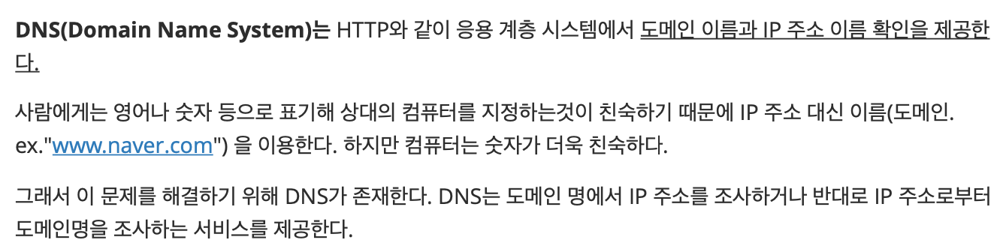 DNS(Domain Name System)는 HTTP와 같이 응용 계층 시스템에서 도메인 이름과 IP 주소 이름 확인을 제공한
다.
사람에게는 영어나 숫자 등으로 표기해 상대의 컴퓨터를 지정하는것이 친숙하기 때문에 IP 주소 대신 이름(도메인.
ex."www.naver.com") 을 이용한다. 하지만 컴퓨터는 숫자가 더욱 친숙하다.
그래서 이 문제를 해결하기 위해 DNS가 존재한다. DNS는 도메인 명에서 IP 주소를 조사하거나 반대로 IP 주소로부터
도메인명을 조사하는 서비스를 제공한다.